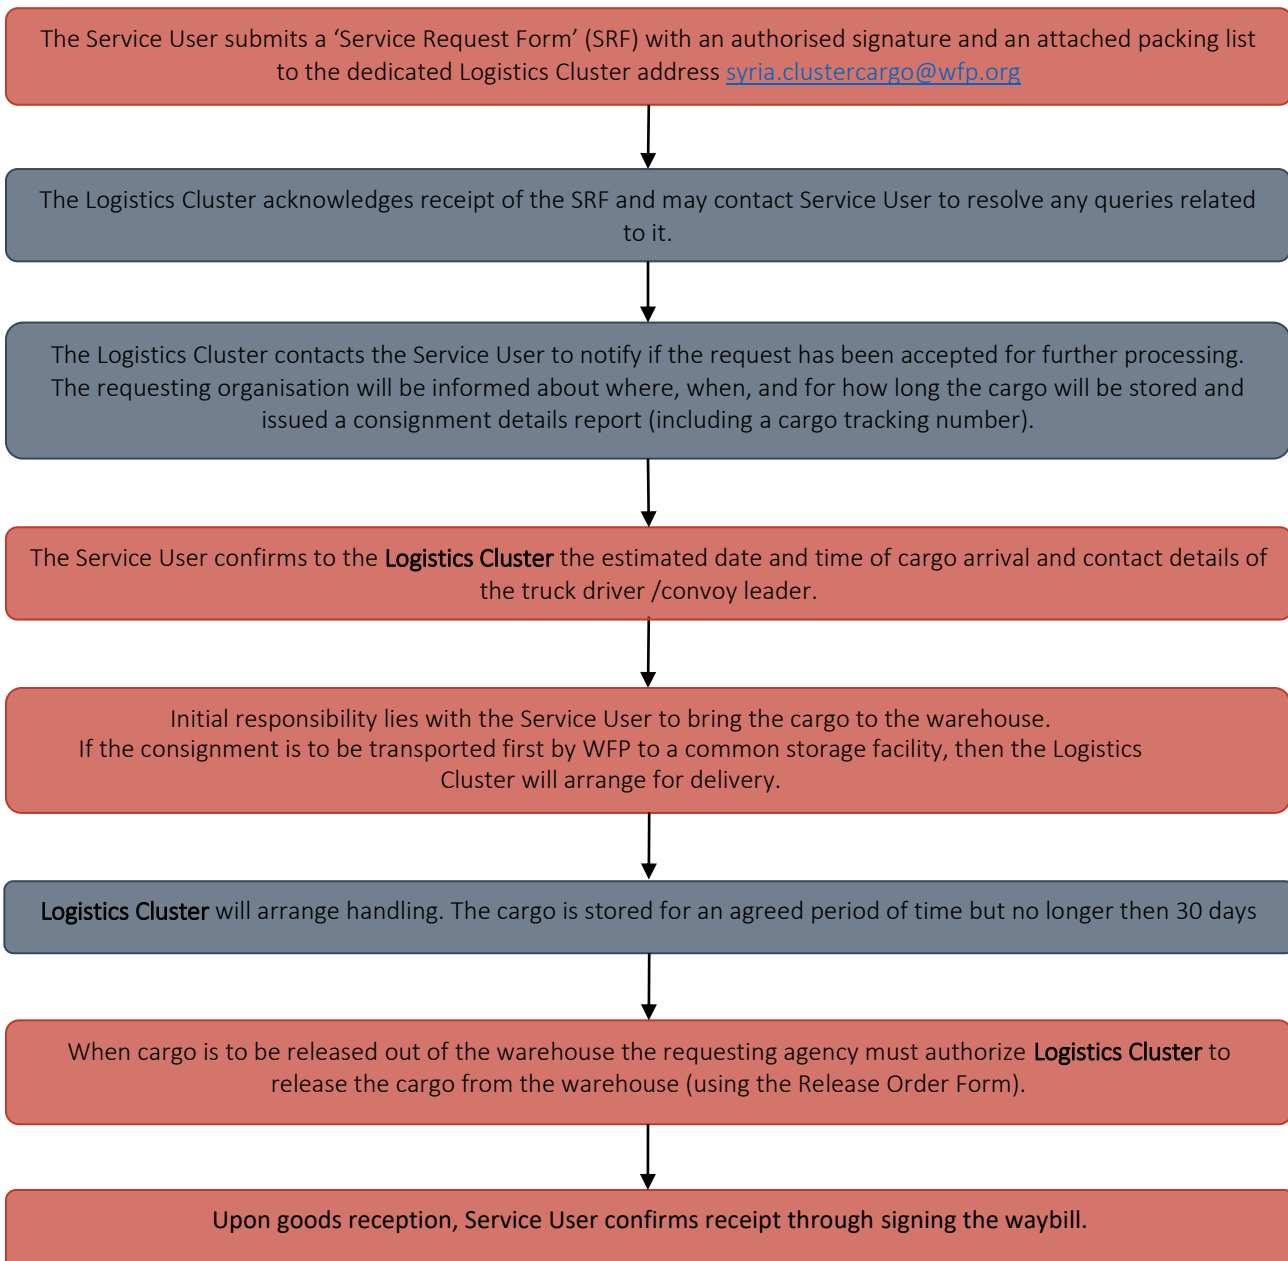 The Service User submits a ‘Service Request Form’ (SRF) with an authorised signature and an attached packing list
to the dedicated Logistics Cluster address syria.clustercargo@wfp.org
The Logistics Cluster acknowledges receipt of the SRF and may contact Service User to resolve any queries related
to it.
The Logistics Cluster contacts the Service User to notify if the request has been accepted for further processing.
The requesting organisation will be informed about where, when, and for how long the cargo will be stored and
issued a consignment details report (including a cargo tracking number).
The Service User confirms to the Logistics Cluster the estimated date and time of cargo arrival and contact details of
the truck driver /convoy leader.
Initial responsibility lies with the Service User to bring the cargo to the warehouse.
If the consignment is to be transported first by WFP to a common storage facility, then the Logistics
Cluster will arrange for delivery.
Logistics Cluster will arrange handling. The cargo is stored for an agreed period of time but no longer then 30 days
When cargo is to be released out of the warehouse the requesting agency must authorize Logistics Cluster to
release the cargo from the warehouse (using the Release Order Form).
Upon goods reception, Service User confirms receipt through signing the waybill.